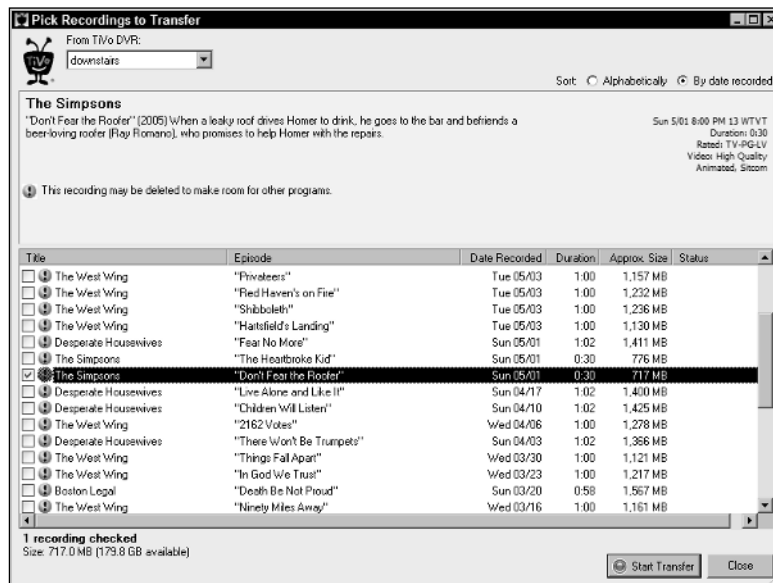 Pick Recordings to Transfer
From TiVo DVR:
TiVo
downstairs
Sort: Alphabetically By date recorded
The Simpsons
"Don't Fear the Roofer" (2005) When a leaky roof drives Homer to drink, he goes to the bar and befriends a
beer-loving roofer (Ray Romano), who promises to help Homer with the repairs.
Sun 5/01 8:00 PM 13 WTVT
Duration: 0:30
Rated: TV-PG-LV
Video: High Quality
Animated, Sitcom
This recording may be deleted to make room for other programs.
Title Episode Date Recorded Duration Approx. Size Status
The West Wing "Privateers" Tue 05/03 1:00 1,157 MB
The West Wing "Red Haven's on Fire" Tue 05/03 1:00 1,232 MB
The West Wing "Shibboleth" Tue 05/03 1:00 1,236 MB
The West Wing "Hartsfield's Landing" Tue 05/03 1:00 1,130 MB
Desperate Housewives "Fear No More" Sun 05/01 1:02 1,411 MB
The Simpsons "The Heartbroke Kid" Sun 05/01 0:30 776 MB
The Simpsons "Don't Fear the Roofer" Sun 05/01 0:30 717 MB
Desperate Housewives "Live Alone and Like It" Sun 04/17 1:02 1,400 MB
Desperate Housewives "Children Will Listen" Sun 04/10 1:02 1,425 MB
The West Wing "2162 Votes" Wed 04/06 1:00 1,278 MB
Desperate Housewives "There Won't Be Trumpets" Sun 04/03 1:02 1,366 MB
The West Wing "Things Fall Apart" Wed 03/30 1:00 1,121 MB
The West Wing "In God We Trust" Wed 03/23 1:00 1,217 MB
Boston Legal "Death Be Not Proud" Sun 03/20 0:58 1,567 MB
The West Wing "Ninety Miles Away" Wed 03/16 1:00 1,161 MB
1 recording checked
Size: 717.0 MB (179.8 GB available)
Start Transfer Close